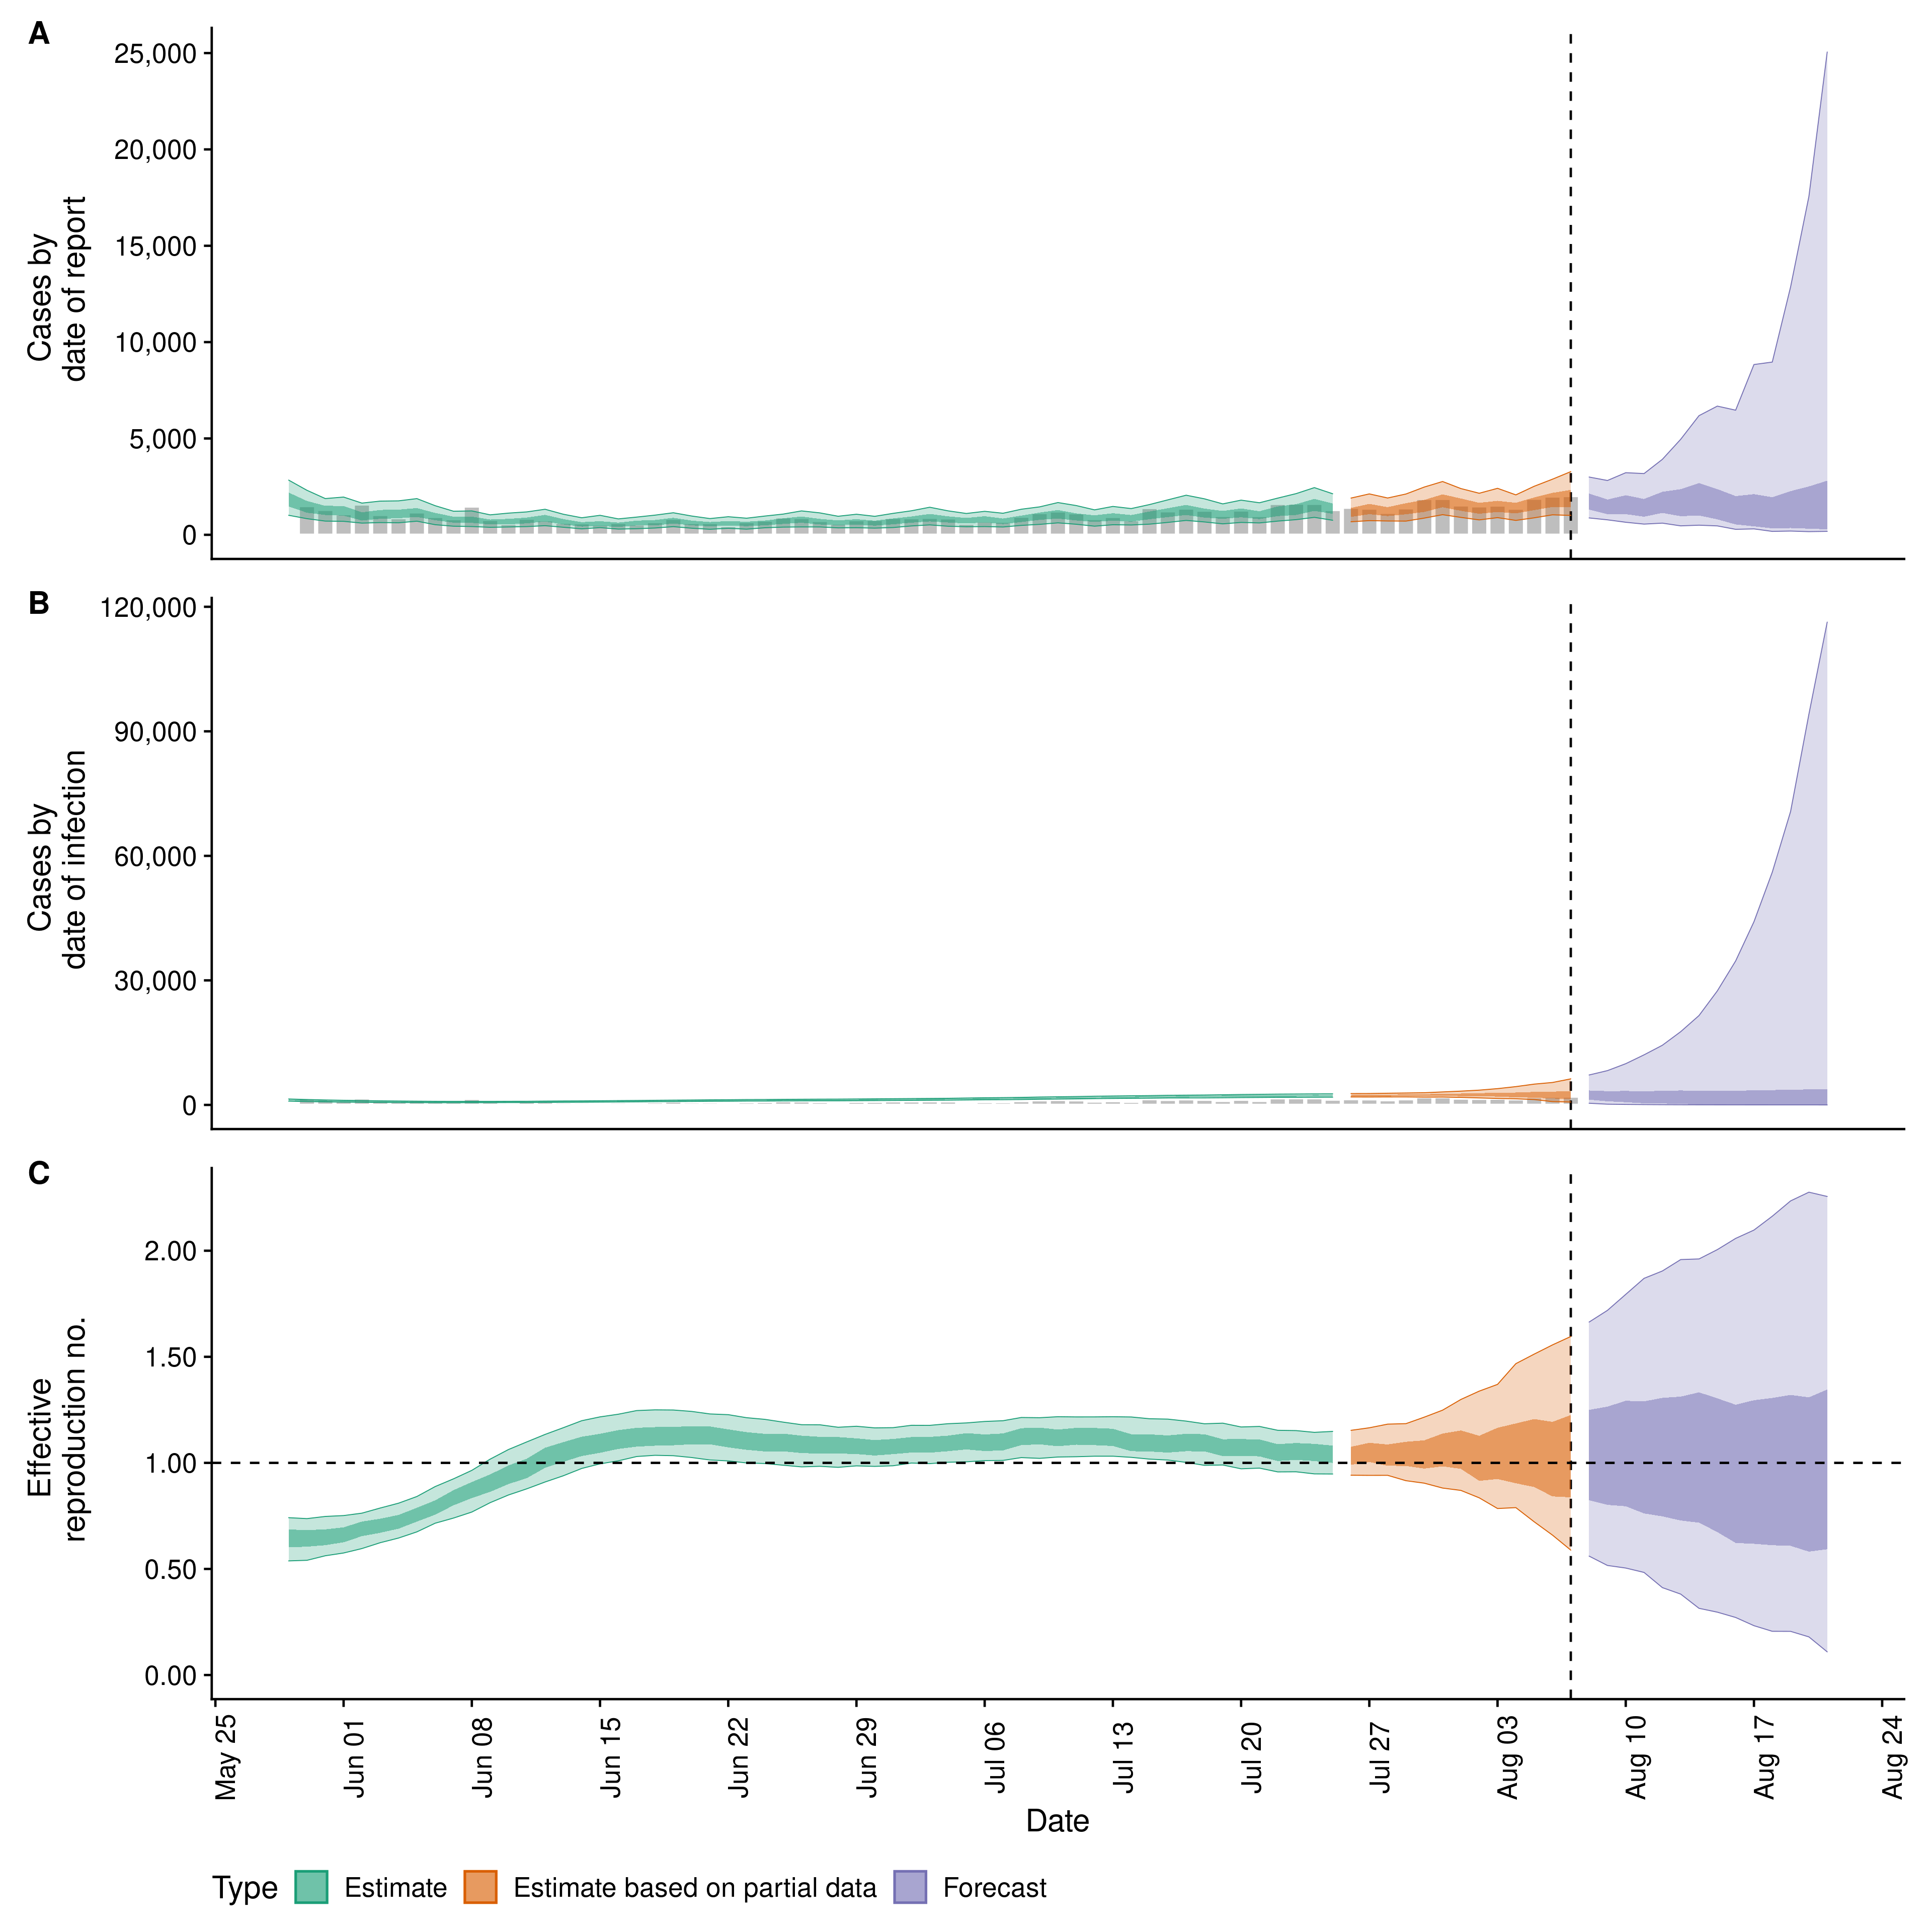 A
25,000
20,000
15,000
10,000
5,000
0
Cases by
date of report
B
120,000
90,000
60,000
30,000
0
Cases by
date of infection
C
2.00
1.50
1.00
0.50
0.00
Effective
reproduction no.
May 25
Jun 01
Jun 08
Jun 15
Jun 22
Jun 29
Jul 06
Jul 13
Jul 20
Jul 27
Aug 03
Aug 10
Aug 17
Aug 24
Date
Type Estimate Estimate based on partial data Forecast